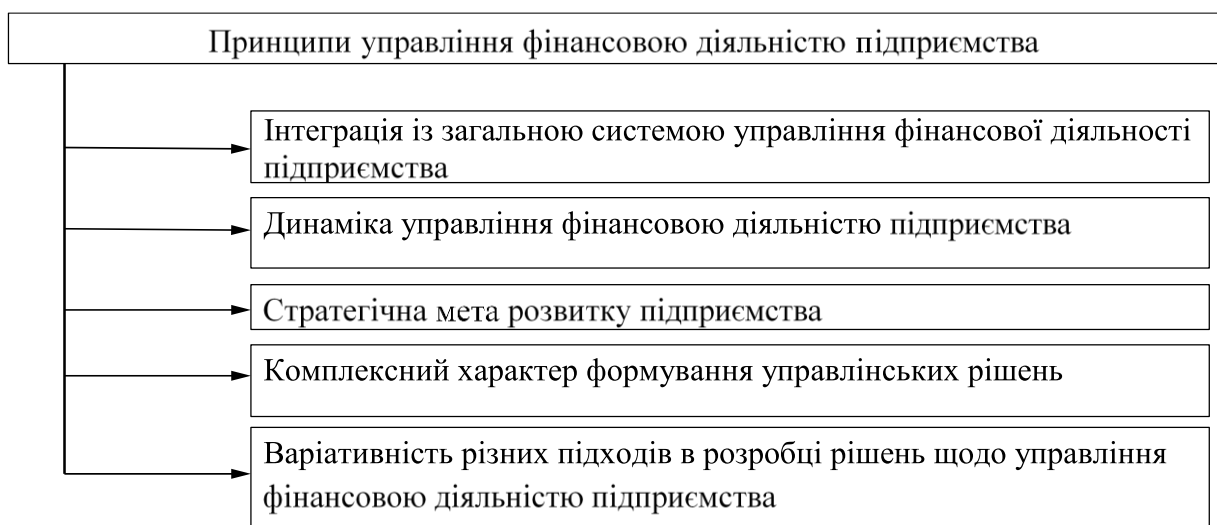 Принципи управління фінансовою діяльністю підприємства
Інтеграція із загальною системою управління фінансової діяльності
підприємства
Динаміка управління фінансовою діяльністю підприємства
Стратегічна мета розвитку підприємства
Комплексний характер формування управлінських рішень
Варіативність різних підходів в розробці рішень щодо управління
фінансовою діяльністю підприємства